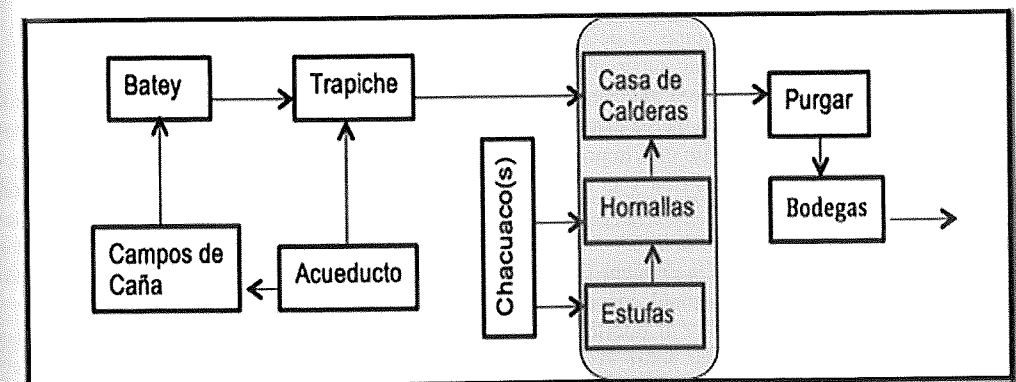 Batey
Trapiche
Casa de
Calderas
Purgar
Chacuaco(s)
Hornallas
Bodegas
Campos de
Caña
Acueducto
Estufas